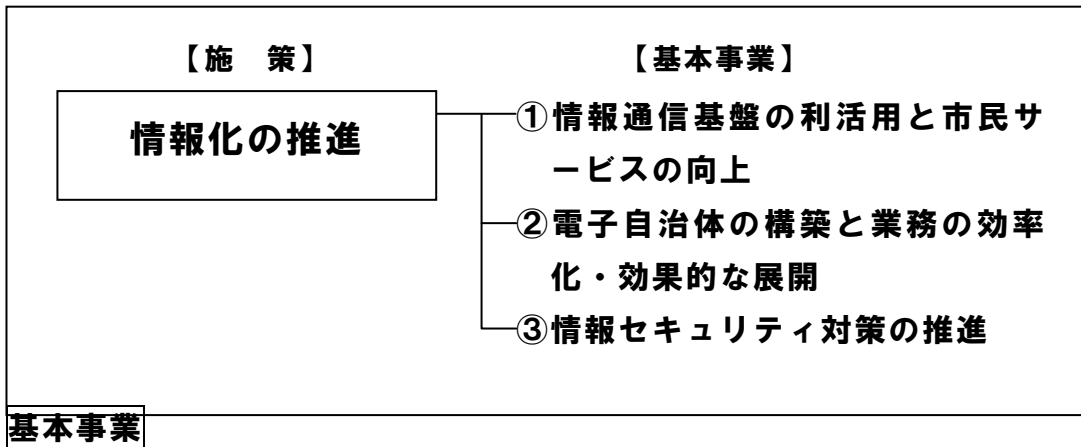 【施　策】
【基本事業】
情報化の推進
①情報通信基盤の利活用と市民サ
ービスの向上
②電子自治体の構築と業務の効率
化・効果的な展開
③情報セキュリティ対策の推進
基本事業